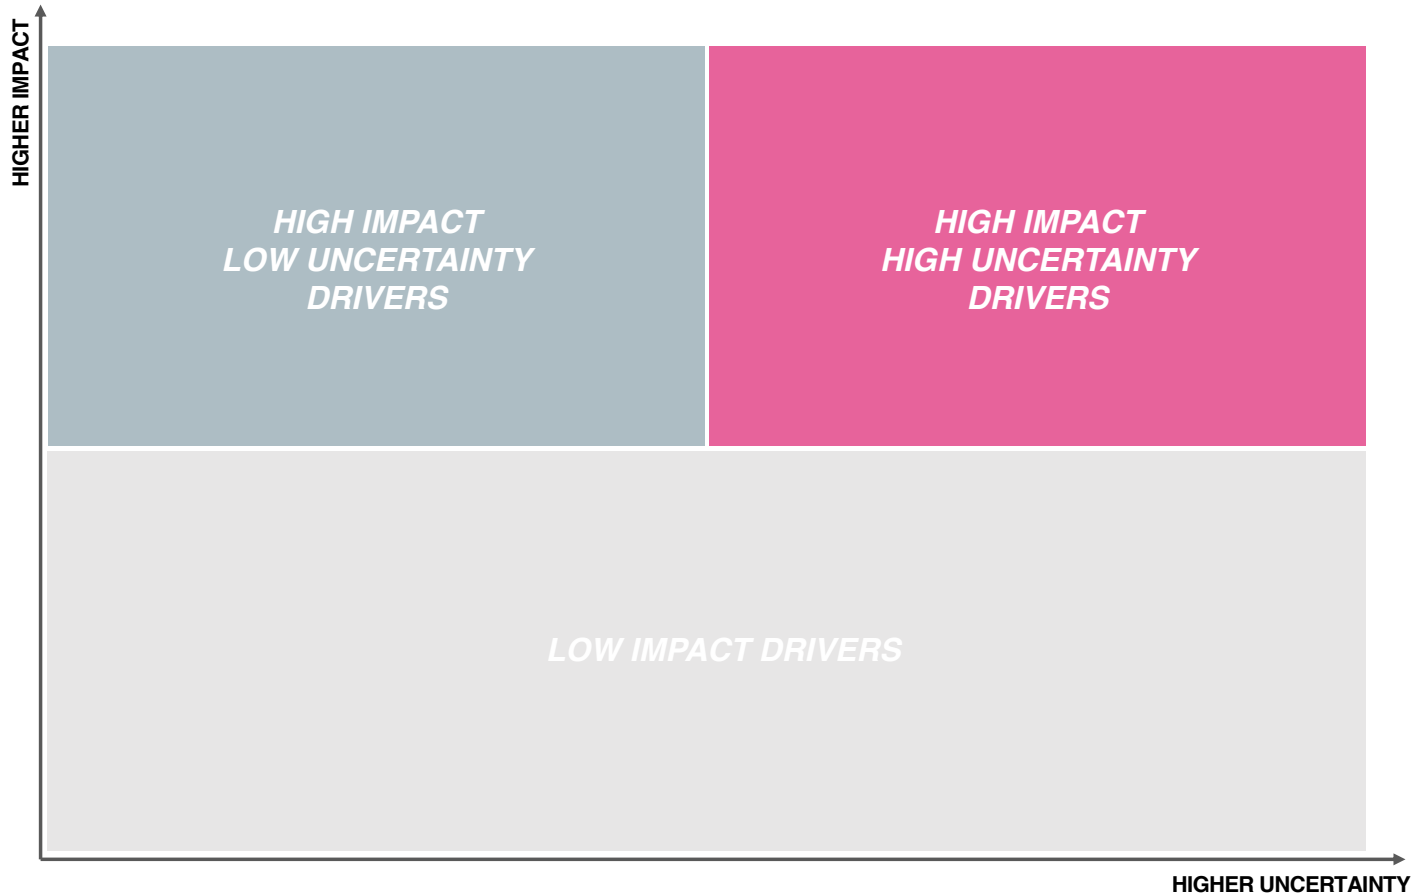 HIGHER IMPACT
HIGH IMPACT
LOW UNCERTAINTY
DRIVERS
HIGH IMPACT
HIGH UNCERTAINTY
DRIVERS
LOW IMPACT DRIVERS
HIGHER UNCERTAINTY